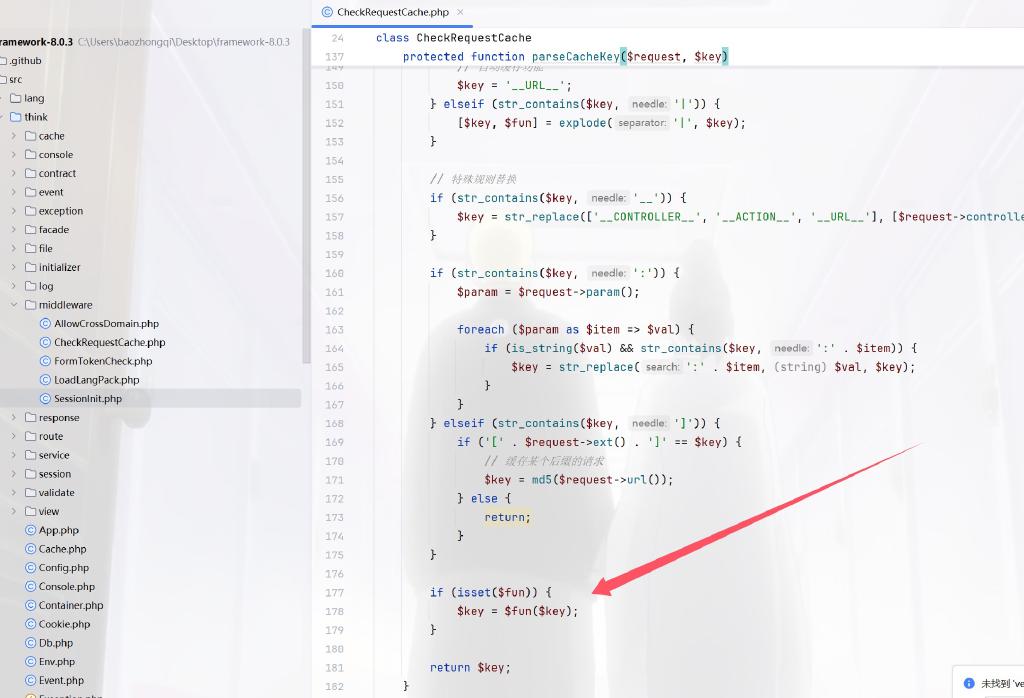 CheckRequestCache.php ×
framework-8.0.3 C:\Users\baozhongqi\Desktop\framework-8.0.3
.github
src
lang
think
cache
console
contract
event
exception
facade
file
initializer
log
middleware
AllowCrossDomain.php
CheckRequestCache.php
FormTokenCheck.php
LoadLangPack.php
SessionInit.php
response
route
service
session
validate
view
App.php
Cache.php
Config.php
Console.php
Container.php
Cookie.php
Db.php
Env.php
Event.php
24 class CheckRequestCache
137 protected function parseCacheKey($request, $key)
149 // 自动缓存功能
150 $key = '__URL__';
151 } elseif (str_contains($key, needle: '|')) {
152 [$key, $fun] = explode( separator: '|', $key);
153 }
154
155 // 特殊规则替换
156 if (str_contains($key, needle: '__')) {
157 $key = str_replace(['__CONTROLLER__', '__ACTION__', '__URL__'], [$request->controlle
158 }
159
160 if (str_contains($key, needle: ':')) {
161 $param = $request->param();
162
163 foreach ($param as $item => $val) {
164 if (is_string($val) && str_contains($key, needle: ':' . $item)) {
165 $key = str_replace( search: ':' . $item, (string) $val, $key);
166 }
167 }
168 } elseif (str_contains($key, needle: ']')) {
169 if ('[' . $request->ext() . ']' == $key) {
170 // 缓存某个后缀的请求
171 $key = md5($request->url());
172 } else {
173 return;
174 }
175 }
176
177 if (isset($fun)) {
178 $key = $fun($key);
179 }
180
181 return $key;
182 }
未找到 've